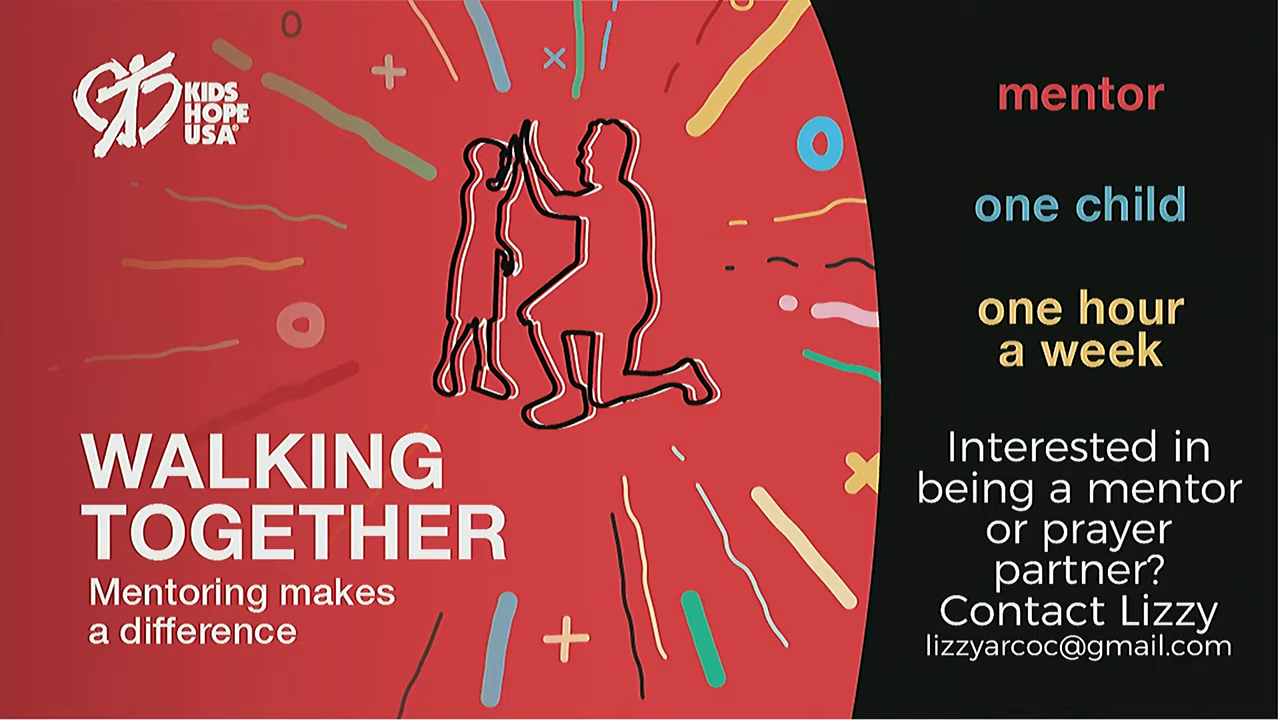 KIDS
HOPE
USA®
WALKING
TOGETHER
Mentoring makes
a difference
mentor
one child
one hour
a week
Interested in
being a mentor
or prayer
partner?
Contact Lizzy
lizzyarcoc@gmail.com